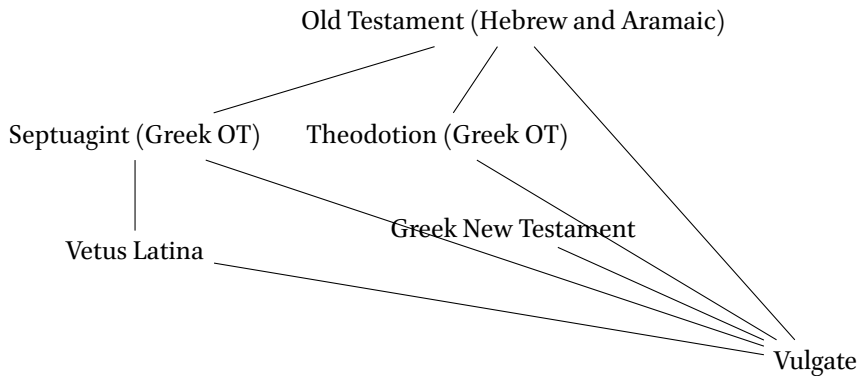 Old Testament (Hebrew and Aramaic)
Septuagint (Greek OT)
Theodotion (Greek OT)
Greek New Testament
Vetus Latina
Vulgate